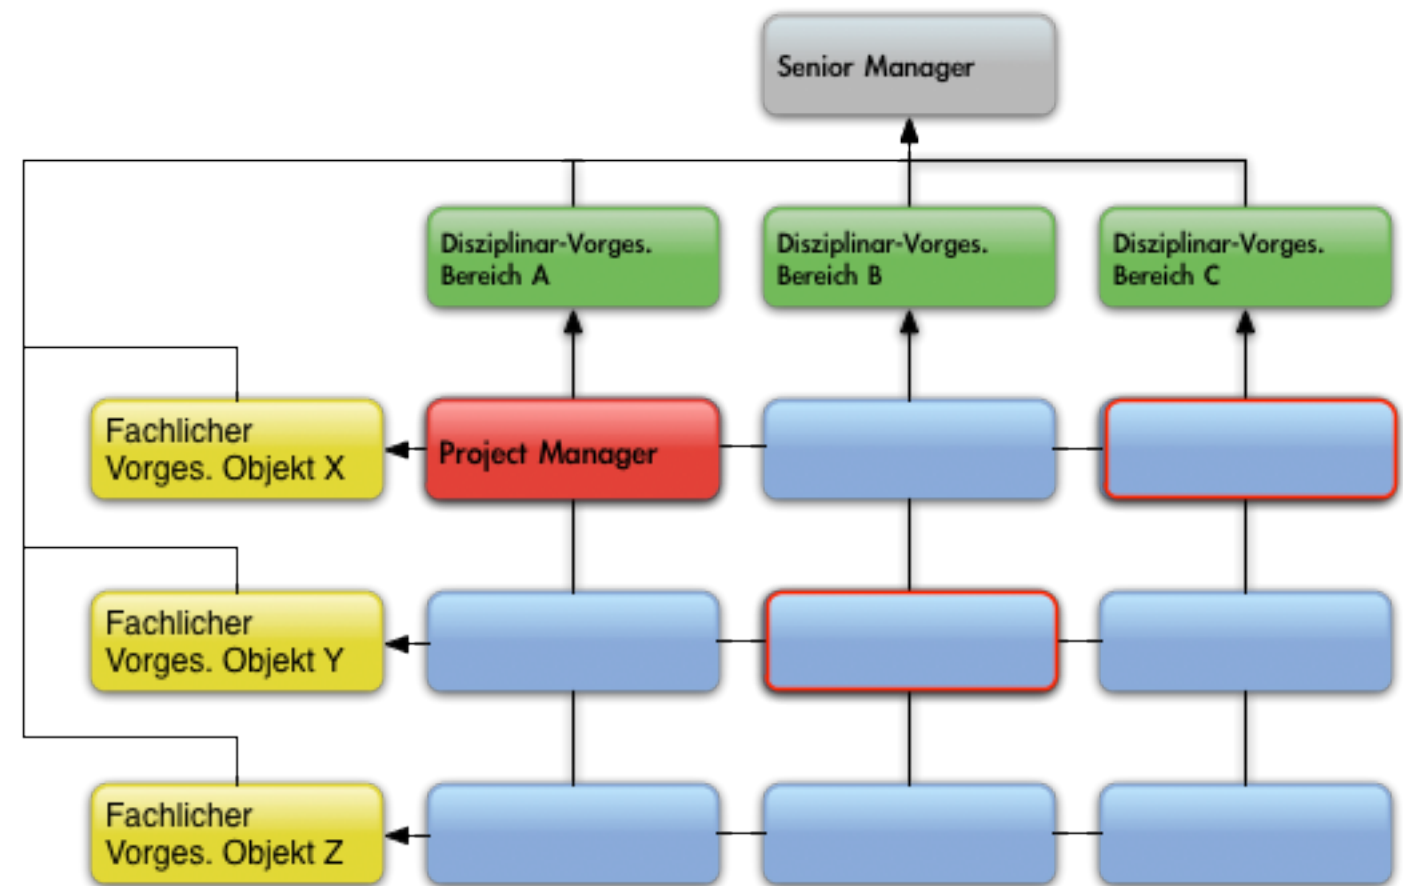 Senior Manager
Disziplinar-Vorges.
Bereich A
Disziplinar-Vorges.
Bereich B
Disziplinar-Vorges.
Bereich C
Fachlicher
Vorges. Objekt X
Project Manager
Fachlicher
Vorges. Objekt Y
Fachlicher
Vorges. Objekt Z